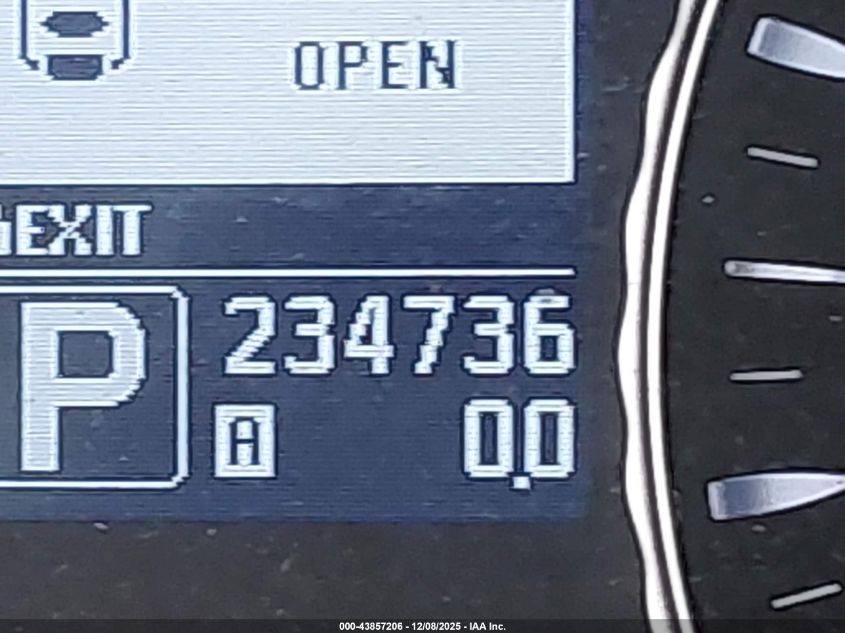 OPEN
EXIT
P
234736
A
0.0
000-43857206 - 12/08/2025 - IAA Inc.